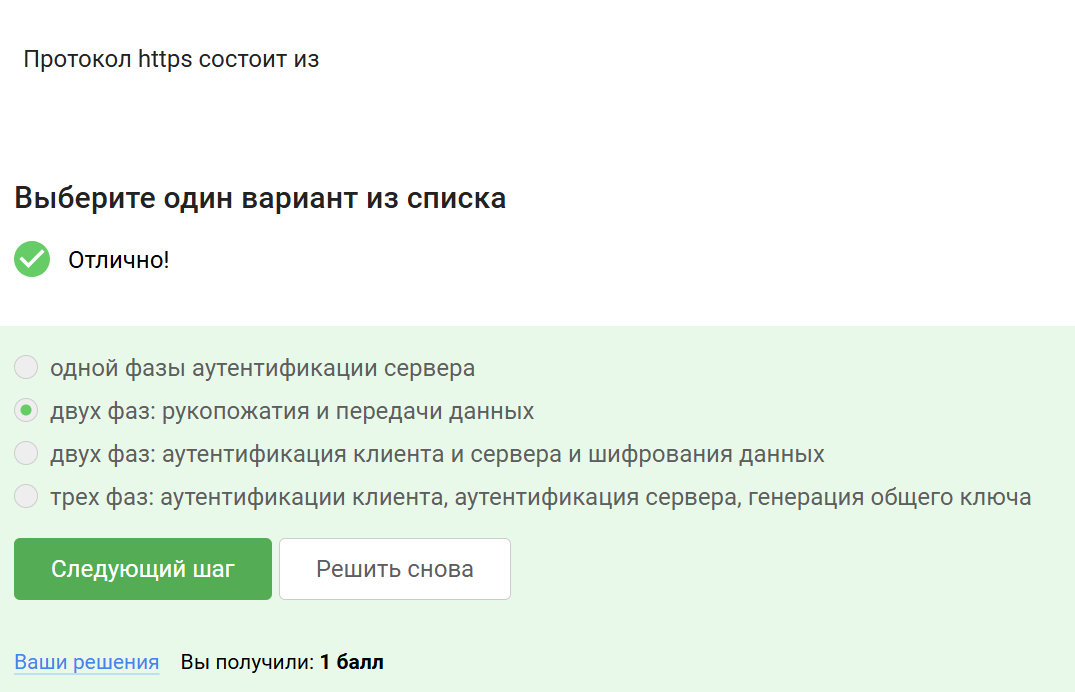 Протокол https состоит из
Выберите один вариант из списка
Отлично!
одной фазы аутентификации сервера
двух фаз: рукопожатия и передачи данных
двух фаз: аутентификация клиента и сервера и шифрования данных
трех фаз: аутентификации клиента, аутентификация сервера, генерация общего ключа
Следующий шаг Решить снова
Ваши решения Вы получили: 1 балл